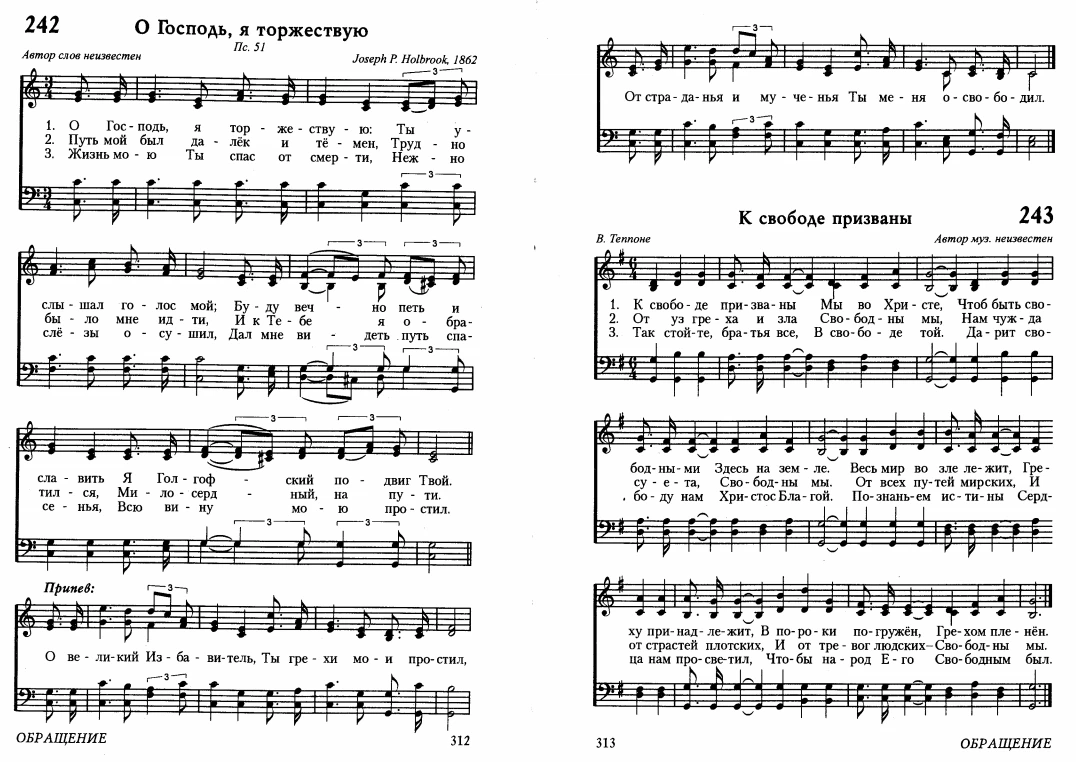 242 О Господь, я торжествую
Пс. 51
Автор слов неизвестен Joseph P. Holbrook, 1862
3
1. О Гос - подь, я тор - же - ству - ю: Ты у -
2. Путь мой был да - лёк и тё - мен, Труд - но
3. Жизнь мо - ю Ты спас от смер - ти, Неж - но
3
3 3
слы - шал го - лос мой; Бу - ду веч - но петь и
бы - ло мне ид - ти, И к Те - бе я о - бра-
слё - зы о - су - шил, Дал мне ви - деть путь спа-
3 3
3 3
сла - вить Я Гол - гоф - ский по - двиг Твой.
тил - ся, Ми - ло - серд - ный, на пу - ти.
се - нья, Всю ви - ну мо - ю про - стил.
3 3
Припев:
3
О ве - ли - кий Из - ба - ви - тель, Ты гре - хи мо - и простил,
3
ОБРАЩЕНИЕ 312
3
От стра - да - нья и му - че - нья Ты ме - ня о - сво - бо - дил.
3
К свободе призваны 243
В. Теппоне Автор муз. неизвестен
1. К свобо - де при - зва - ны Мы во Хри - сте, Чтоб быть сво-
2. От уз гре - ха и зла Сво - бод - ны мы, Нам чуж - да
3. Так стой - те, бра - тья все, В сво - бо - де той. Да - рит сво-
бод - ны - ми Здесь на зем - ле. Весь мир во зле ле - жит, Гре-
су - е - та, Сво - бод - ны мы. От всех пу - тей мирских, И
бо - ду нам Хри - стос Бла - гой. По - знань - ем ис - ти - ны Серд-
ху при - над - ле - жит, В по - ро - ки по - гружён, Гре - хом пле - нён.
от страстей плотских, И от тре - вог людских — Сво - бод - ны мы.
ца нам про - све - тил, Что - бы на - род Е - го Сво - бодным был.
313 ОБРАЩЕНИЕ